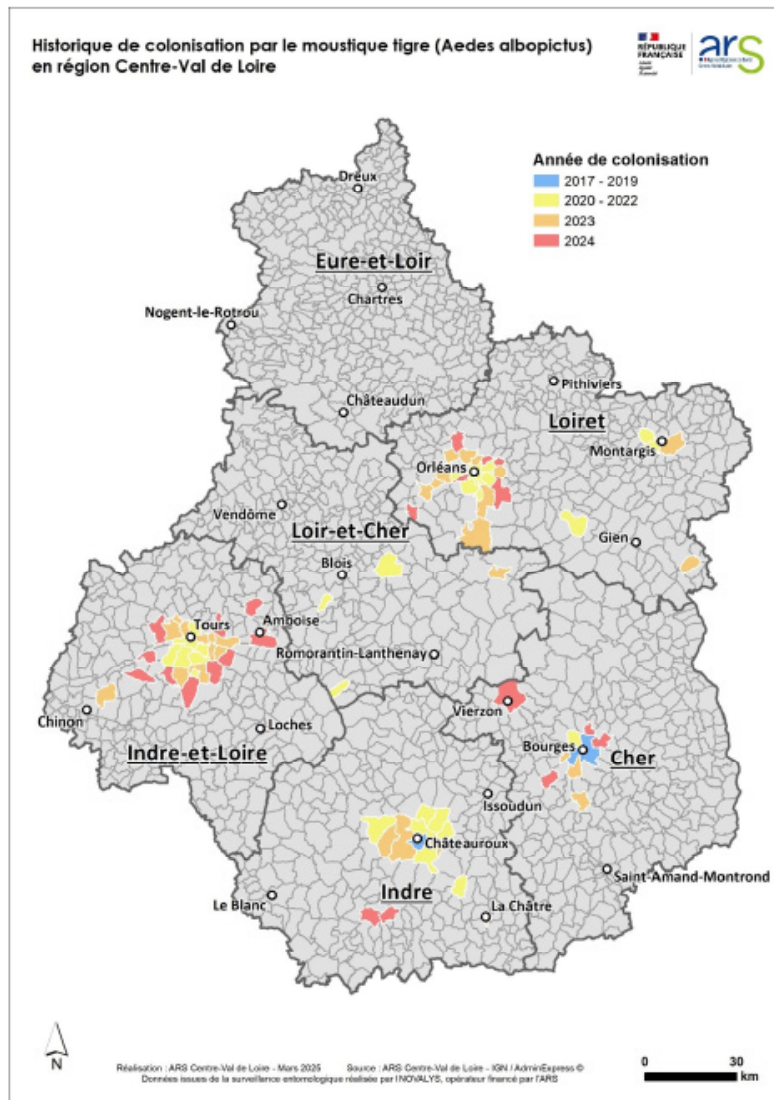 Historique de colonisation par le moustique tigre (Aedes albopictus)
en région Centre-Val de Loire
RÉPUBLIQUE
FRANÇAISE
ars
Année de colonisation
2017 - 2019
2020 - 2022
2023
2024
Dreux
Eure-et-Loir
Chartres
Nogent-le-Rotrou
Châteaudun
Pithiviers
Loiret
Montargis
Orléans
Vendôme
Loir-et-Cher
Gien
Blois
Tours
Amboise
Romorantin-Lanthenay
Chinon
Vierzon
Loches
Indre-et-Loire
Bourges
Cher
Issoudun
Châteauroux
Saint-Amand-Montrond
Indre
Le Blanc
La Châtre
N
Réalisation : ARS Centre-Val de Loire - Mars 2025 Source : ARS Centre-Val de Loire - IGN / AdminExpress ©
Données issues de la surveillance entomologique réalisée par INOVALYS, opérateur financé par l'ARS
0 30
km